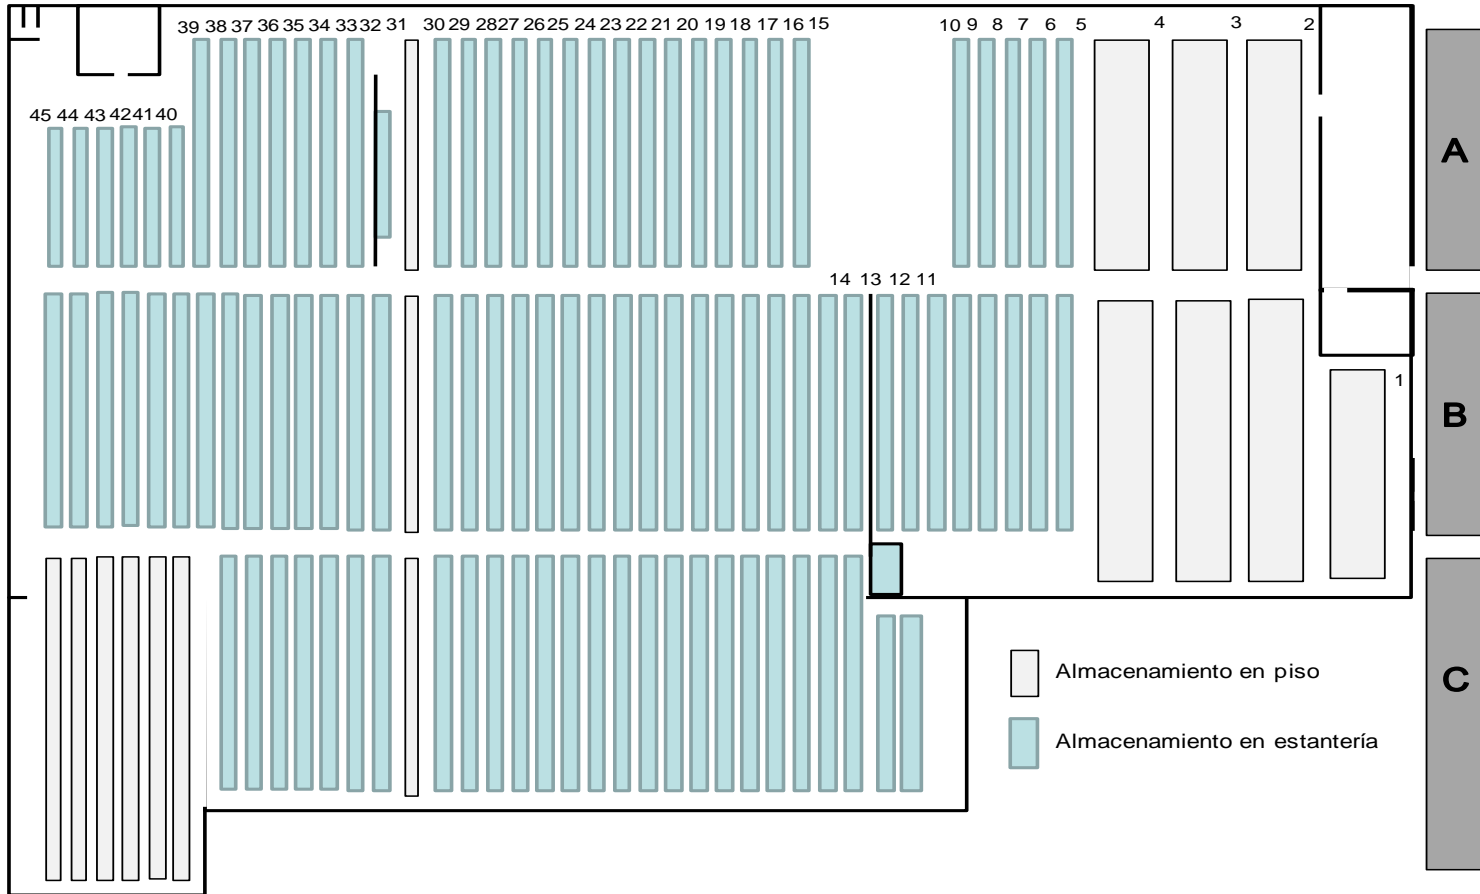 39 38 37 36 35 34 33 32 31 30 29 28 27 26 25 24 23 22 21 20 19 18 17 16 15 10 9 8 7 6 5 4 3 2
45 44 43 42 41 40
A
14 13 12 11
1
B
Almacenamiento en piso
C
Almacenamiento en estantería